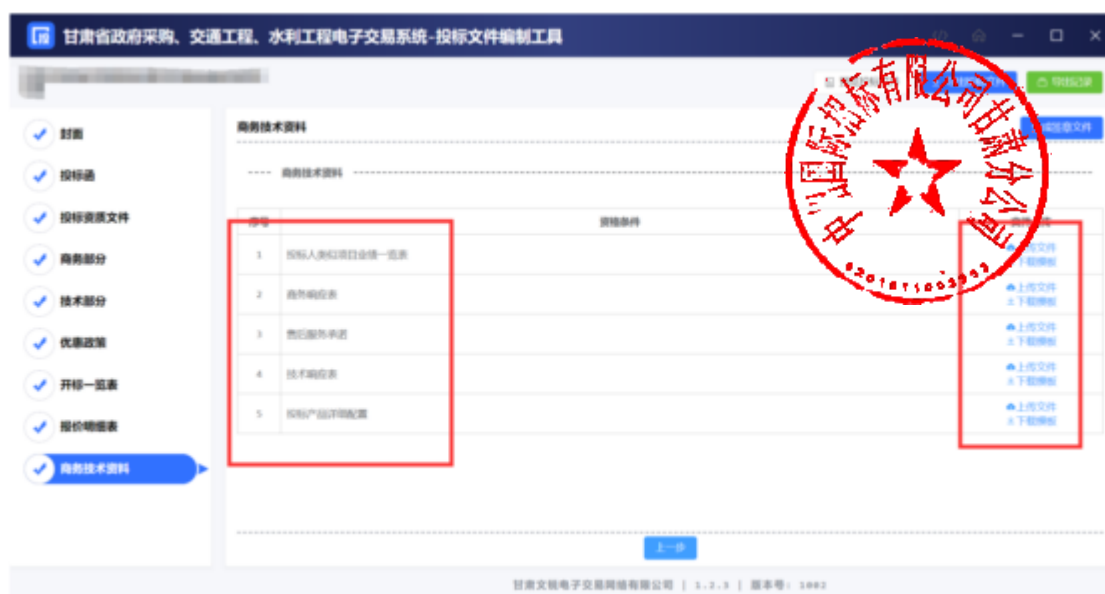 甘肃省政府采购、交通工程、水利工程电子交易系统-投标文件编制工具
封面
投标函
投标资质文件
商务部分
技术部分
优惠政策
开标一览表
报价明细表
商务技术资料
商务技术资料
商务技术资料
序号 资格条件
1 投标人类似项目业绩一览表 上传文件
下载模板
2 商务响应表 上传文件
下载模板
3 售后服务承诺 上传文件
下载模板
4 技术响应表 上传文件
下载模板
5 投标产品详细配置 上传文件
下载模板
上一步
甘肃文锐电子交易网络有限公司 | 1.2.3 | 版本号: 1002
国际招标有限公司甘肃分公司